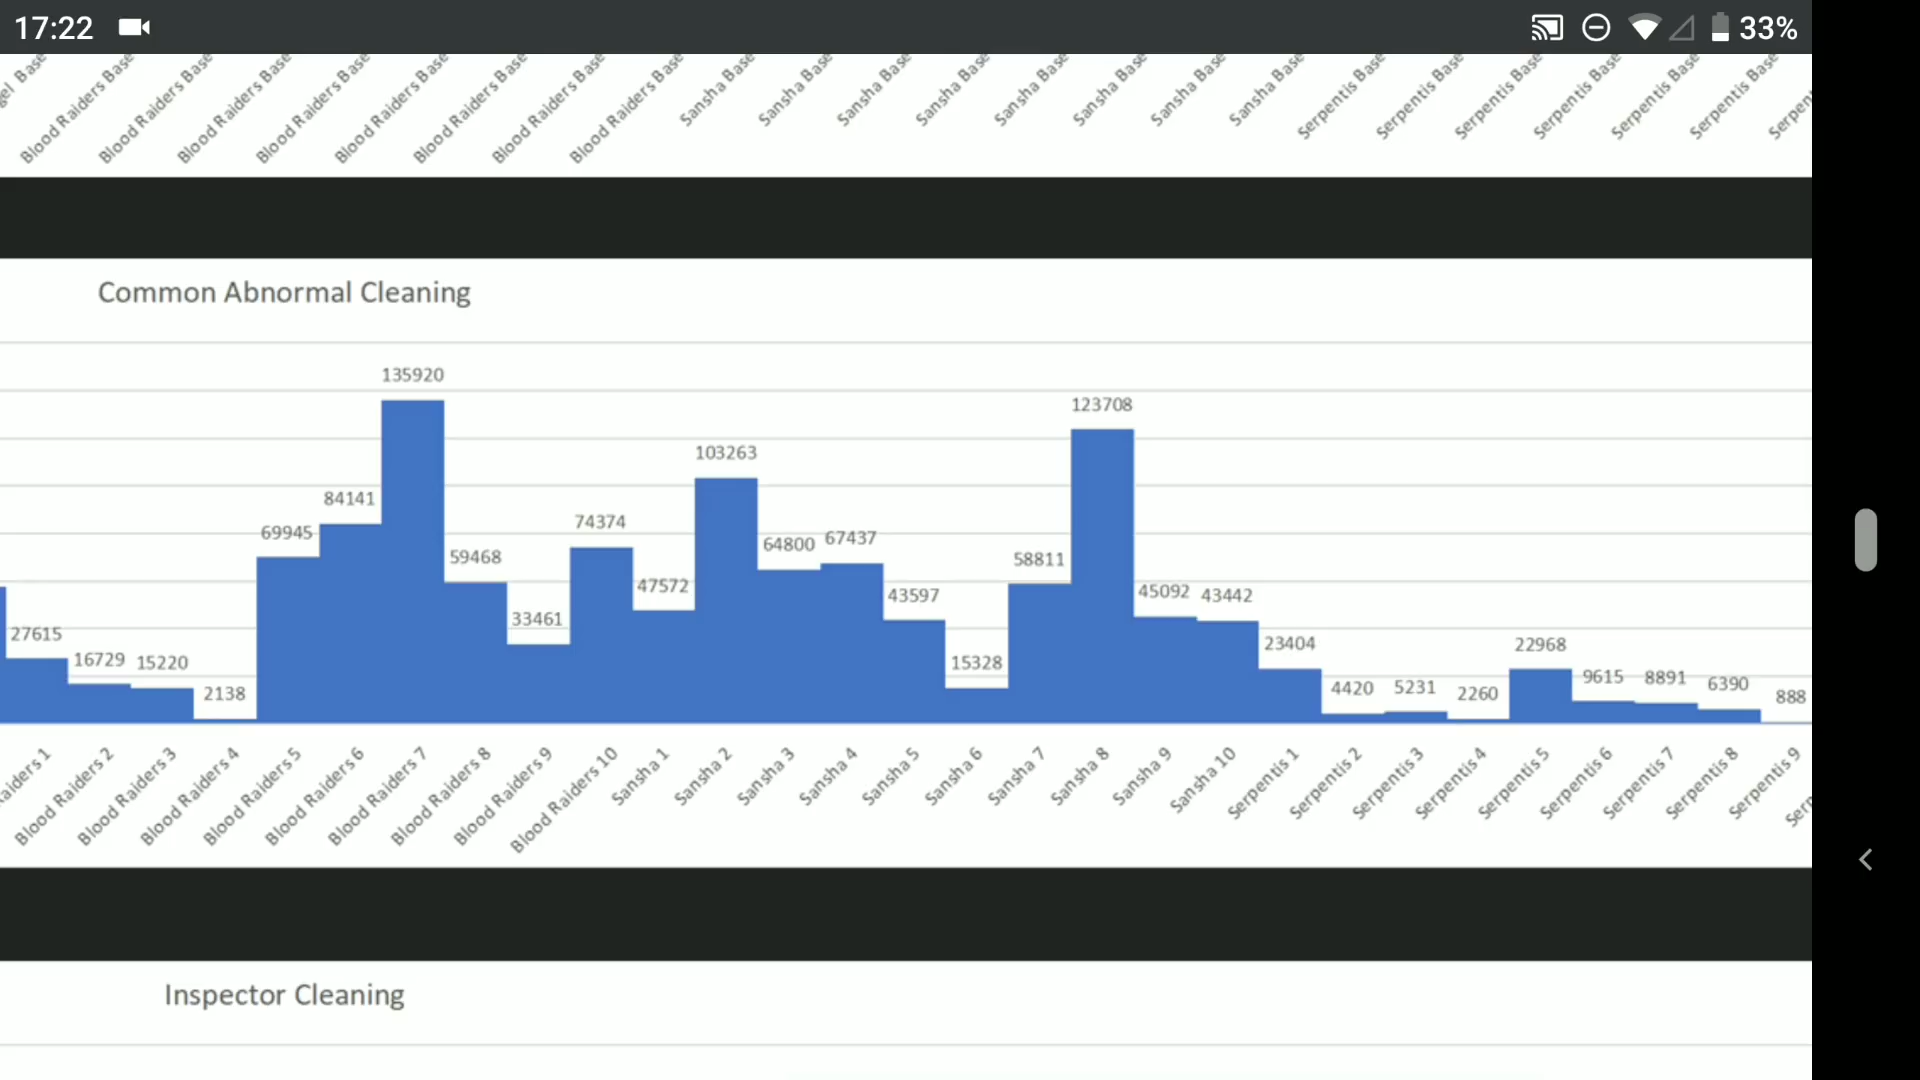 17:22
33%
gel Base
Blood Raiders Base
Blood Raiders Base
Blood Raiders Base
Blood Raiders Base
Blood Raiders Base
Blood Raiders Base
Blood Raiders Base
Blood Raiders Base
Sansha Base
Sansha Base
Sansha Base
Sansha Base
Sansha Base
Sansha Base
Sansha Base
Sansha Base
Serpentis Base
Serpentis Base
Serpentis Base
Serpentis Base
Serpentis Base
Serpentis Base
Serpen
Common Abnormal Cleaning
27615
16729
15220
2138
69945
84141
135920
59468
33461
74374
47572
103263
64800
67437
43597
15328
58811
123708
45092
43442
23404
4420
5231
2260
22968
9615
8891
6390
888
aiders 1
Blood Raiders 2
Blood Raiders 3
Blood Raiders 4
Blood Raiders 5
Blood Raiders 6
Blood Raiders 7
Blood Raiders 8
Blood Raiders 9
Blood Raiders 10
Sansha 1
Sansha 2
Sansha 3
Sansha 4
Sansha 5
Sansha 6
Sansha 7
Sansha 8
Sansha 9
Sansha 10
Serpentis 1
Serpentis 2
Serpentis 3
Serpentis 4
Serpentis 5
Serpentis 6
Serpentis 7
Serpentis 8
Serpentis 9
Serp
Inspector Cleaning